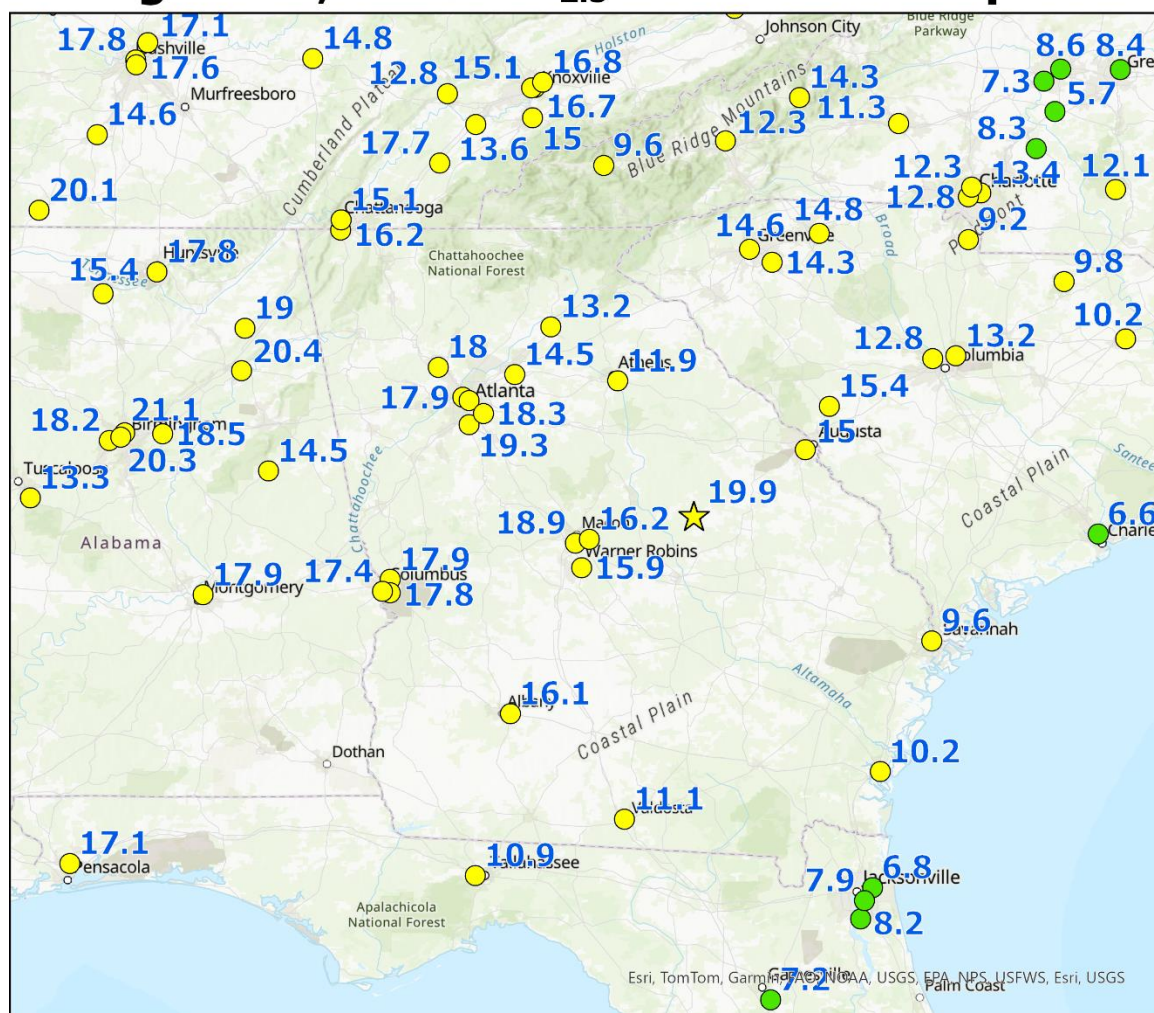 2.5
Johnson City
Blue Ridge
Parkway
Holston
17.1
17.8
Nashville
17.6
14.8
12.8
15.1
16.8
Knoxville
8.6
8.4
7.3
5.7
Murfreesboro
14.6
Cumberland Plateau
16.7
15
13.6
17.7
9.6
Blue Ridge Mountains
14.3
11.3
12.3
8.3
12.3
13.4
12.1
Charlotte
12.8
9.2
Piedmont
20.1
15.1
Chattanooga
16.2
Chattahoochee
National Forest
14.6
14.8
Greenville
14.3
Broad
17.8
Huntsville
15.4
Tennessee
9.8
10.2
19
20.4
13.2
18
14.5
11.9
Athens
12.8
13.2
Columbia
17.9
Atlanta
18.3
19.3
15.4
15
Augusta
18.2
21.1
Birmingham
18.5
20.3
14.5
Tuscaloosa
13.3
Chattahoochee
Coastal Plain
Santee
Alabama
19.9
18.9
16.2
Macon
Warner Robins
15.9
6.6
17.9
Montgomery
17.4
17.9
Columbus
17.8
9.6
Savannah
Altamaha
16.1
Albany
Coastal Plain
Dothan
10.2
11.1
Valdosta
17.1
Pensacola
10.9
Tallahassee
Apalachicola
National Forest
6.8
7.9
Jacksonville
8.2
7.2
Gainesville
Esri, TomTom, Garmin, FAO, NOAA, USGS, EPA, NPS, USFWS, Esri, USGS
Palm Coast